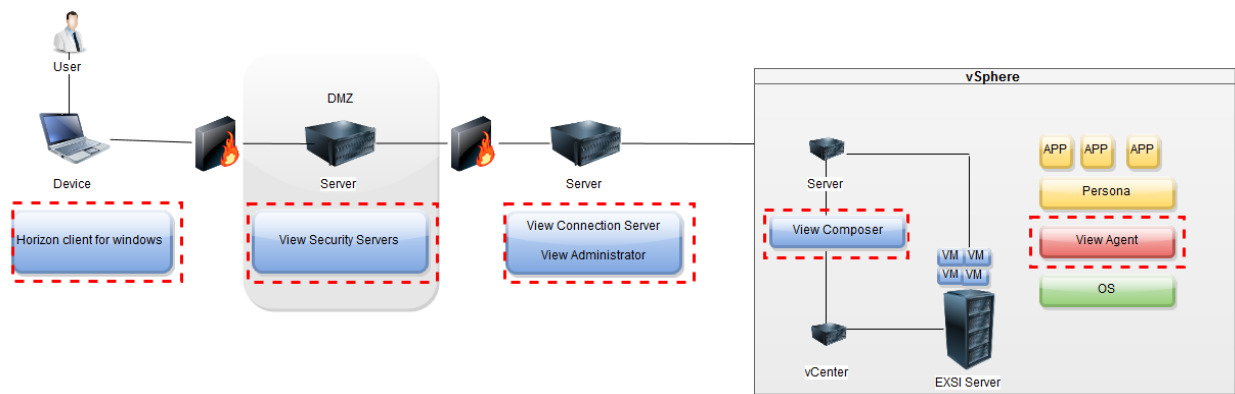 User
Device
Horizon client for windows
DMZ
Server
View Security Servers
Server
View Connection Server
View Administrator
vSphere
Server
View Composer
vCenter
VM VM
VM VM
EXSI Server
APP APP APP
Persona
View Agent
OS